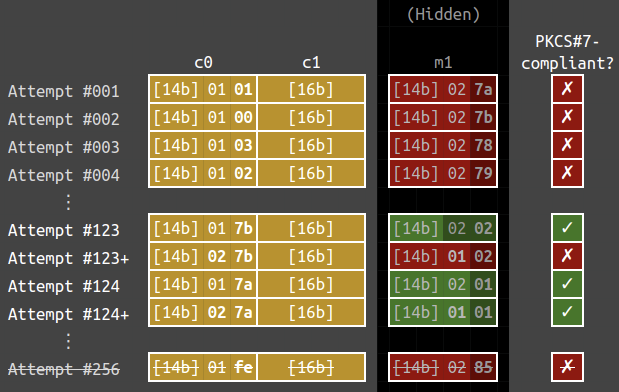 (Hidden)
PKCS#7-
c0 c1 m1 compliant?
Attempt #001 [14b] 01 01 [16b] [14b] 02 7a ✗
Attempt #002 [14b] 01 00 [16b] [14b] 02 7b ✗
Attempt #003 [14b] 01 03 [16b] [14b] 02 78 ✗
Attempt #004 [14b] 01 02 [16b] [14b] 02 79 ✗
⋮
Attempt #123 [14b] 01 7b [16b] [14b] 02 02 ✓
Attempt #123+ [14b] 02 7b [16b] [14b] 01 02 ✗
Attempt #124 [14b] 01 7a [16b] [14b] 02 01 ✓
Attempt #124+ [14b] 02 7a [16b] [14b] 01 01 ✓
⋮
Attempt #256 [14b] 01 fe [16b] [14b] 02 85 ✗